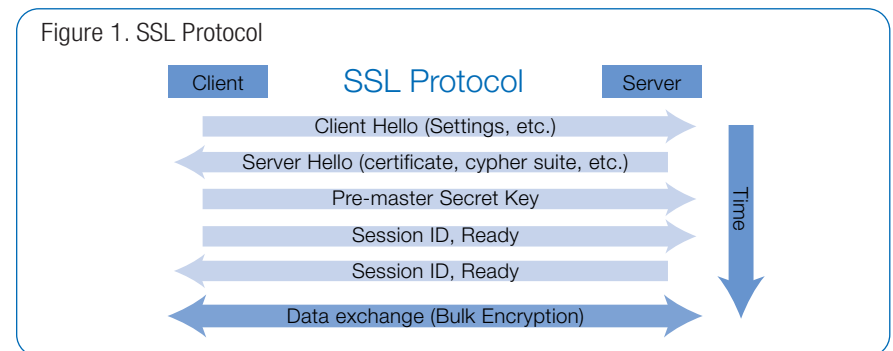 Figure 1. SSL Protocol
Client
SSL Protocol
Server
Client Hello (Settings, etc.)
Server Hello (certificate, cypher suite, etc.)
Pre-master Secret Key
Session ID, Ready
Session ID, Ready
Data exchange (Bulk Encryption)
Time